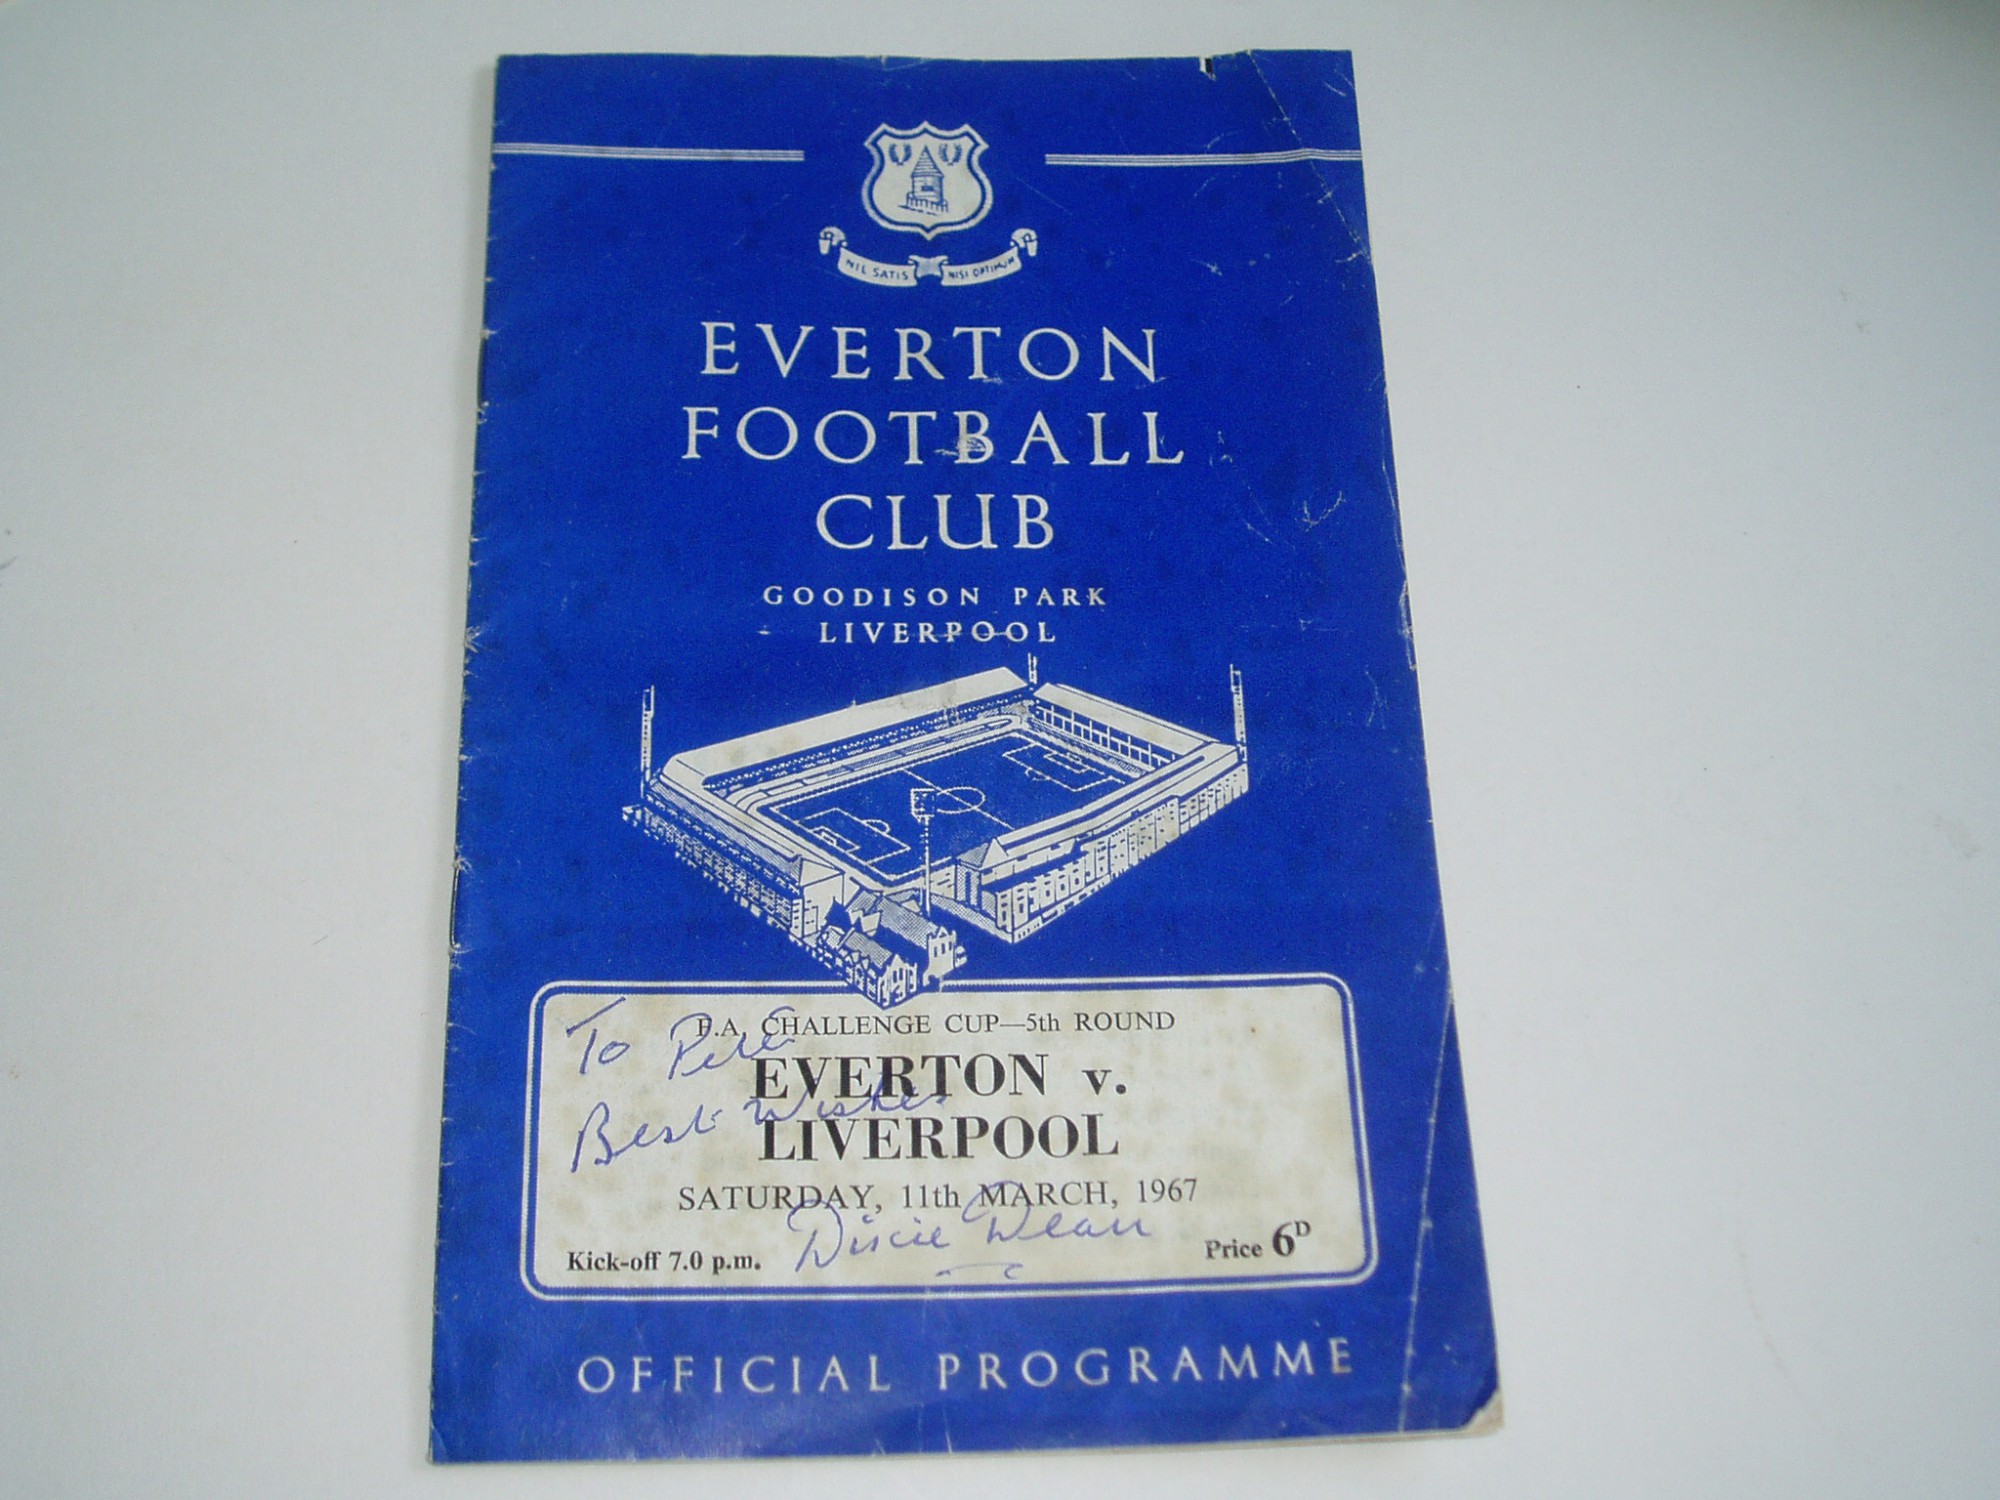 NIL SATIS NISI OPTIMUM
EVERTON
FOOTBALL
CLUB
GOODISON PARK
LIVERPOOL
F.A. CHALLENGE CUP—5th ROUND
EVERTON v.
LIVERPOOL
SATURDAY, 11th MARCH, 1967
Kick-off 7.0 p.m.
Price 6D
To Peter
Best Wishes
Dixie Dean
OFFICIAL PROGRAMME